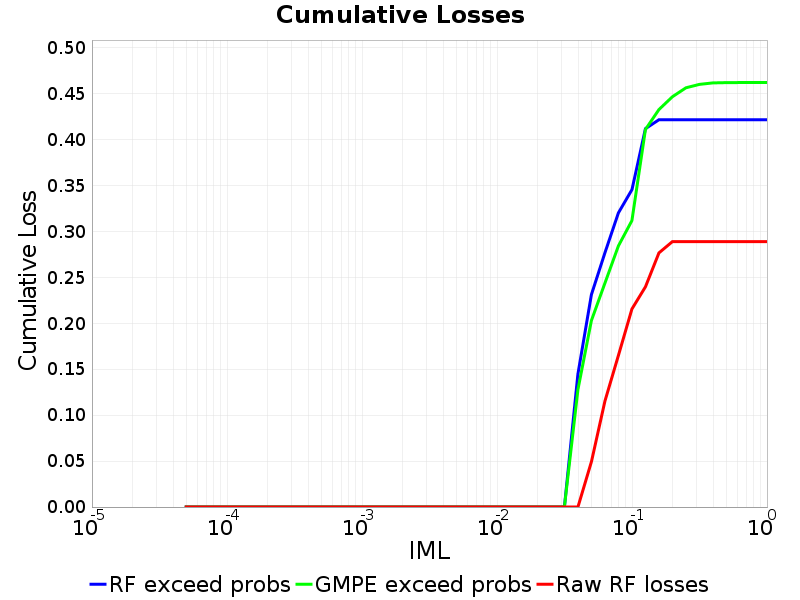 Cumulative Losses
0.50
0.45
0.40
0.35
0.30
0.25
0.20
0.15
0.10
0.05
0.00
Cumulative Loss
10-5 10-4 10-3 10-2 10-1 100
IML
RF exceed probs GMPE exceed probs Raw RF losses